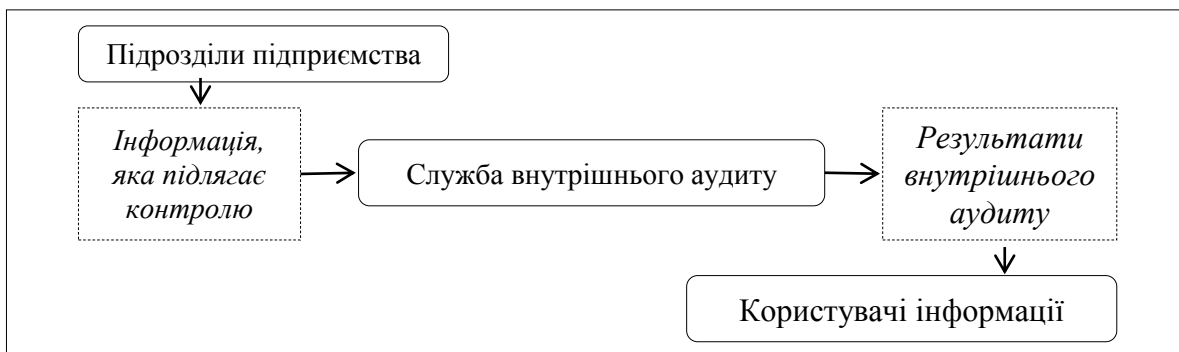 Підрозділи підприємства
Інформація,
яка підлягає
контролю
Служба внутрішнього аудиту
Результати
внутрішнього
аудиту
Користувачі інформації